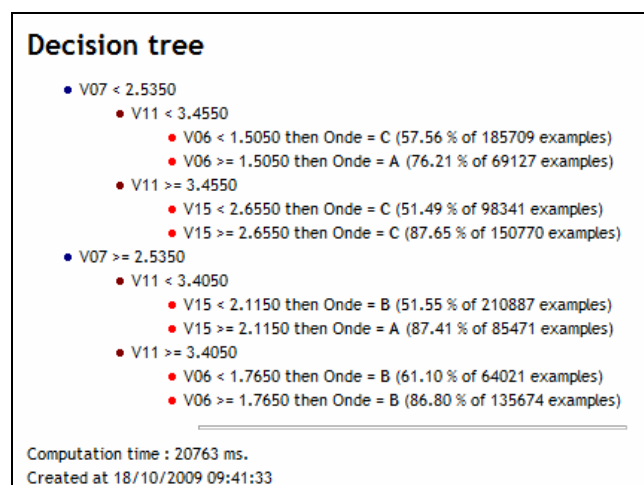 Decision tree
V07 < 2.5350
V11 < 3.4550
V06 < 1.5050 then Onde = C (57.56 % of 185709 examples)
V06 >= 1.5050 then Onde = A (76.21 % of 69127 examples)
V11 >= 3.4550
V15 < 2.6550 then Onde = C (51.49 % of 98341 examples)
V15 >= 2.6550 then Onde = C (87.65 % of 150770 examples)
V07 >= 2.5350
V11 < 3.4050
V15 < 2.1150 then Onde = B (51.55 % of 210887 examples)
V15 >= 2.1150 then Onde = A (87.41 % of 85471 examples)
V11 >= 3.4050
V06 < 1.7650 then Onde = B (61.10 % of 64021 examples)
V06 >= 1.7650 then Onde = B (86.80 % of 135674 examples)
Computation time : 20763 ms.
Created at 18/10/2009 09:41:33